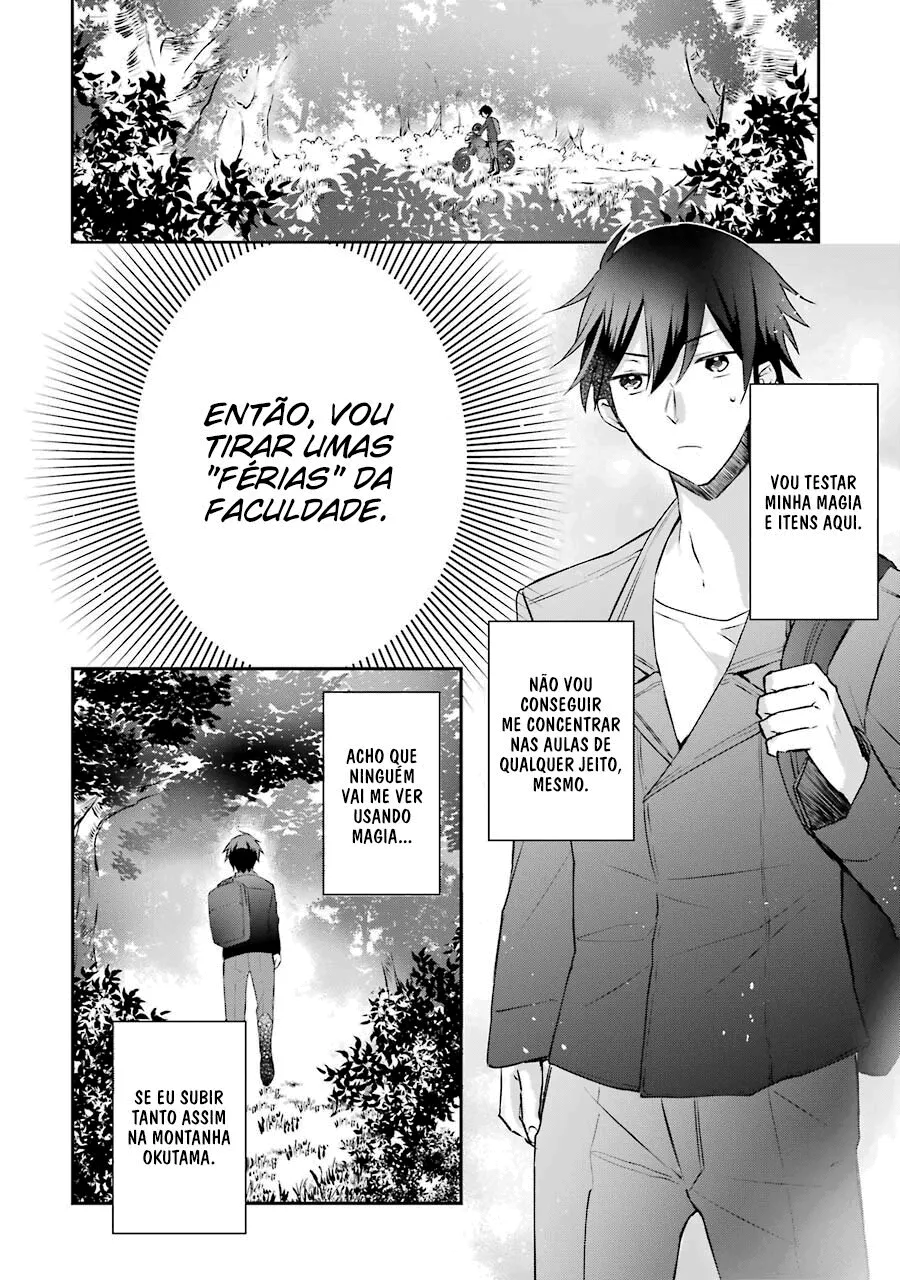 VOU TESTAR
MINHA MAGIA
E ITENS AQUI.
NÃO VOU
CONSEGUIR
ME CONCENTRAR
NAS AULAS DE
QUALQUER JEITO,
MESMO.
ENTÃO, VOU
TIRAR UMAS
"FÉRIAS" DA
FACULDADE.
ACHO QUE
NINGUÉM
VAI ME VER
USANDO
MAGIA...
SE EU SUBIR
TANTO ASSIM
NA MONTANHA
OKUTAMA.